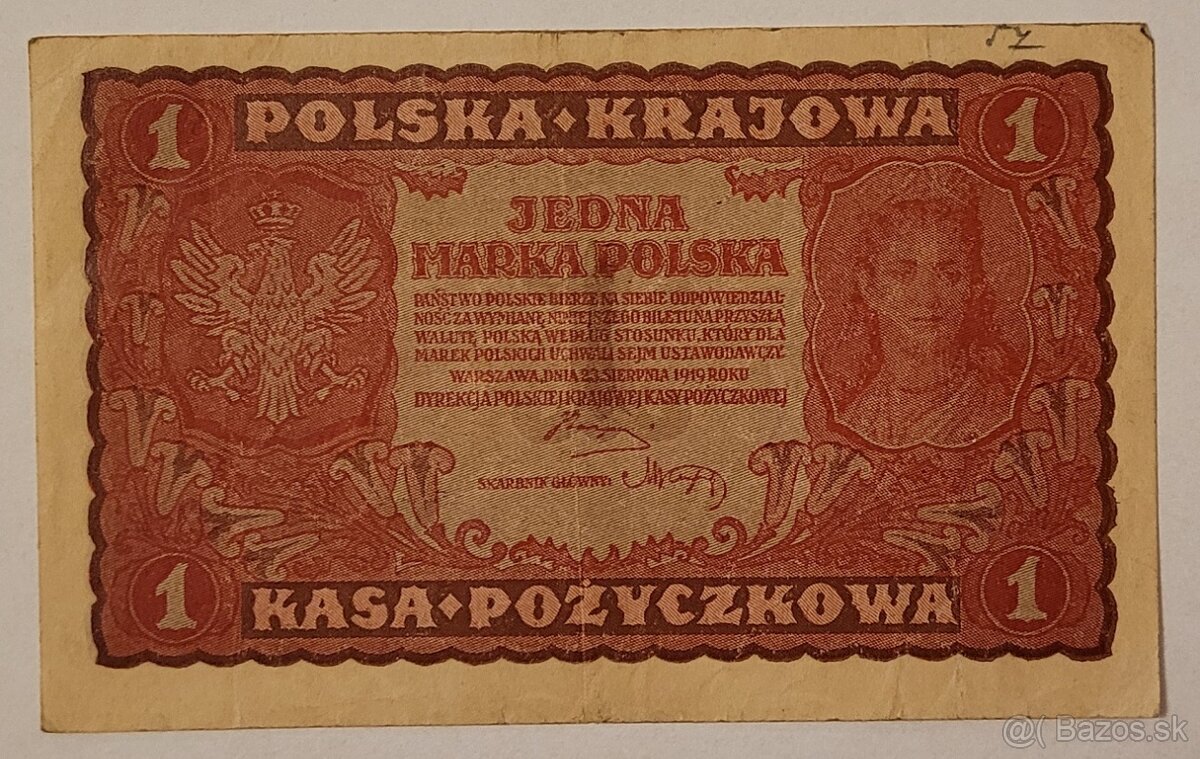 57
1 POLSKA·KRAJOWA 1
JEDNA
MARKA POLSKA
PAŃSTWO POLSKIE BIERZE NA SIEBIE ODPOWIEDZIAL-
NOŚĆ ZA WYMIANĘ NINIEJSZEGO BILETU NA PRZYSZŁĄ
WALUTĘ POLSKĄ WEDŁUG STOSUNKU, KTÓRY DLA
MAREK POLSKICH UCHWALI SEJM USTAWODAWCZY.
WARSZAWA, DNIA 23 SIERPNIA 1919 ROKU
DYREKCJA POLSKIEJ KRAJOWEJ KASY POŻYCZKOWEJ
SKARBNIK GŁÓWNY:
1 KASA·POŻYCZKOWA 1
@( Bazos.sk